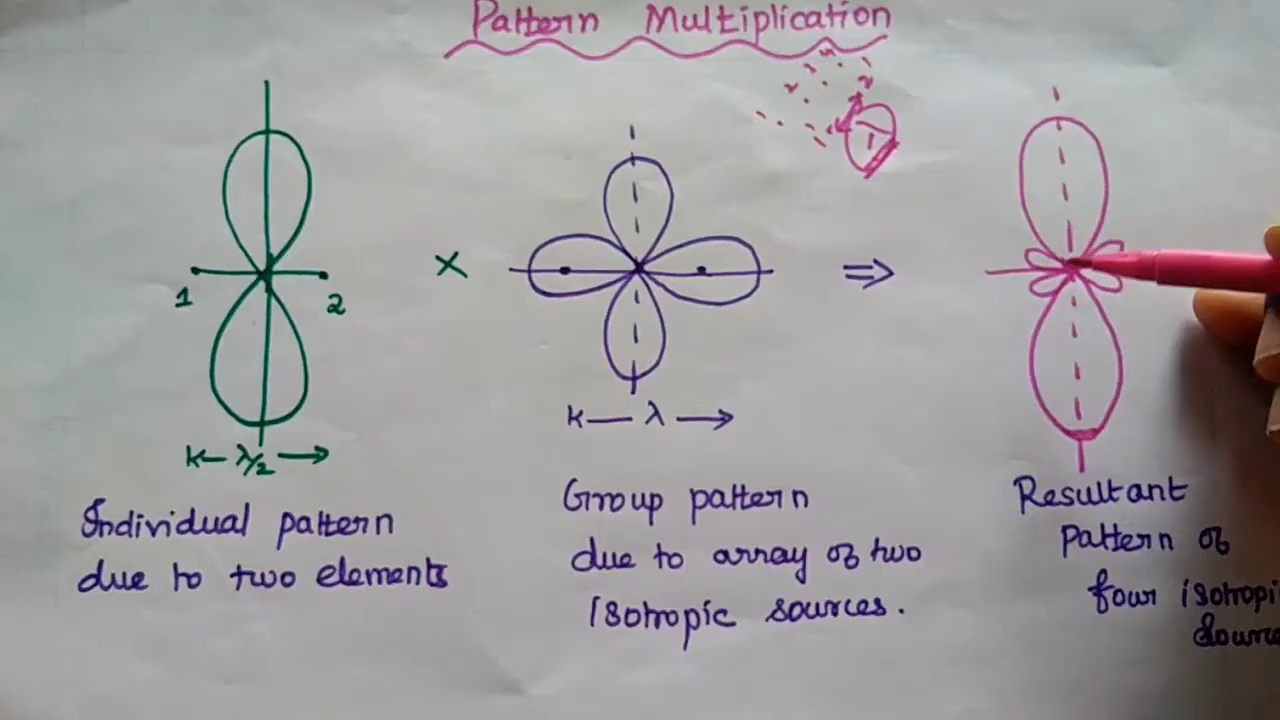 Pattern Multiplication
1
2
×
⇒
K— λ/2 →
K— λ →
Individual pattern
due to two elements
Group pattern
due to array of two
isotropic sources.
Resultant
pattern of
four isotropi
Sourc